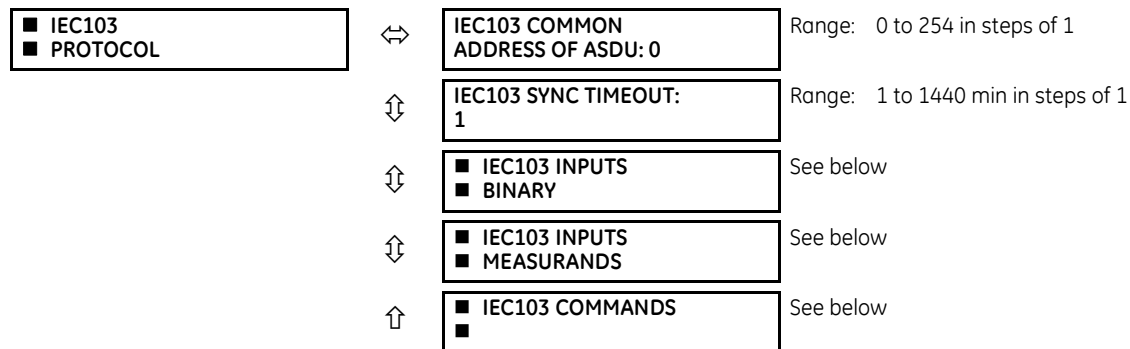 ■ IEC103
■ PROTOCOL
IEC103 COMMON
ADDRESS OF ASDU: 0
Range: 0 to 254 in steps of 1
IEC103 SYNC TIMEOUT:
1
Range: 1 to 1440 min in steps of 1
■ IEC103 INPUTS
■ BINARY
See below
■ IEC103 INPUTS
■ MEASURANDS
See below
■ IEC103 COMMANDS
■
See below